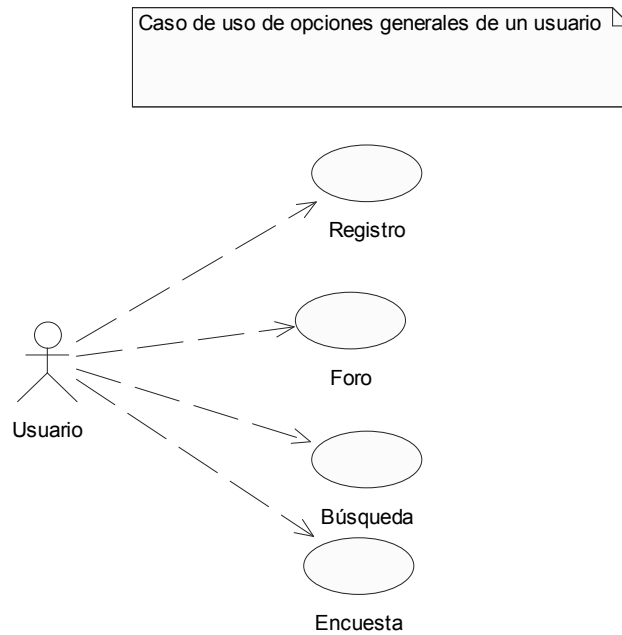 Caso de uso de opciones generales de un usuario
Registro
Foro
Usuario
Búsqueda
Encuesta